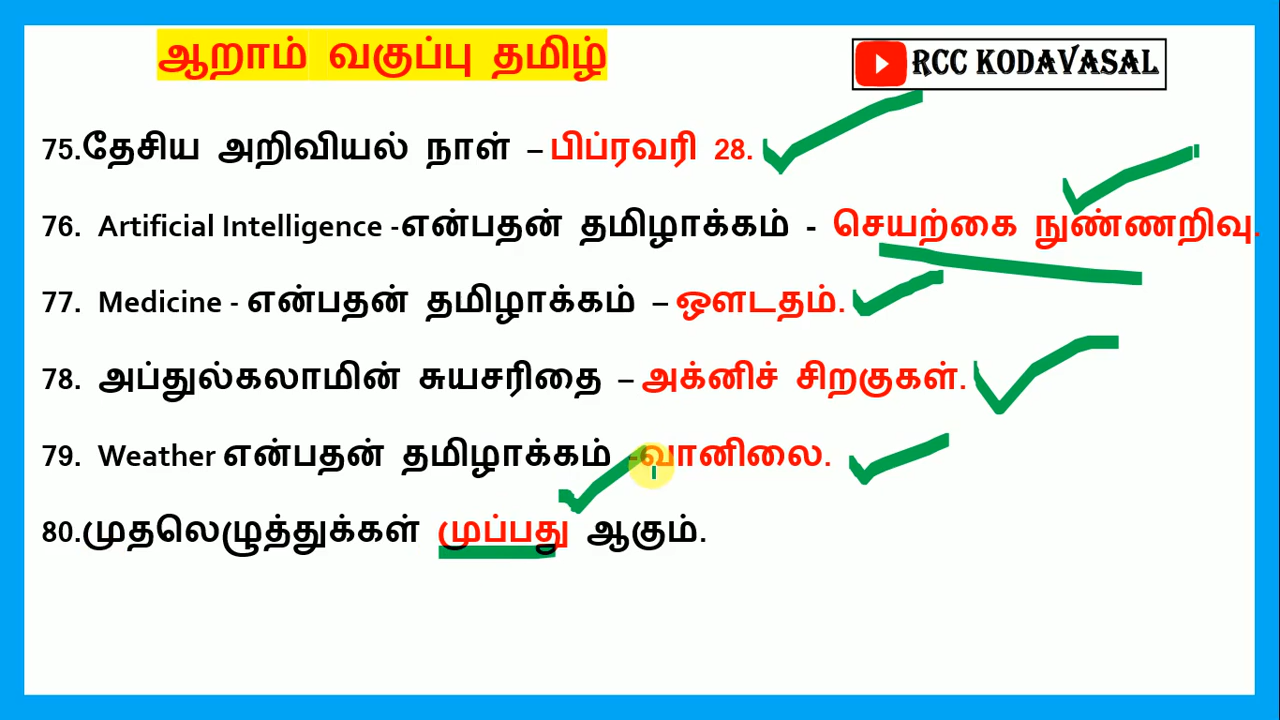 ஆறாம் வகுப்பு தமிழ்
RCC KODAVASAL
75.தேசிய அறிவியல் நாள் – பிப்ரவரி 28.
76. Artificial Intelligence -என்பதன் தமிழாக்கம் - செயற்கை நுண்ணறிவு.
77. Medicine - என்பதன் தமிழாக்கம் – ஔடதம்.
78. அப்துல்கலாமின் சுயசரிதை – அக்னிச் சிறகுகள்.
79. Weather என்பதன் தமிழாக்கம் -வானிலை.
80.முதலெழுத்துக்கள் முப்பது ஆகும்.